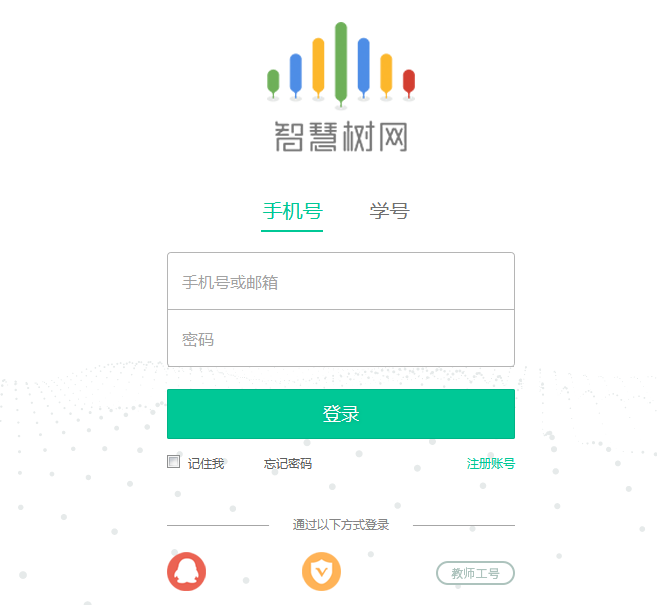 智慧树网
手机号 学号
手机号或邮箱
密码
登录
记住我 忘记密码 注册账号
通过以下方式登录
教师工号